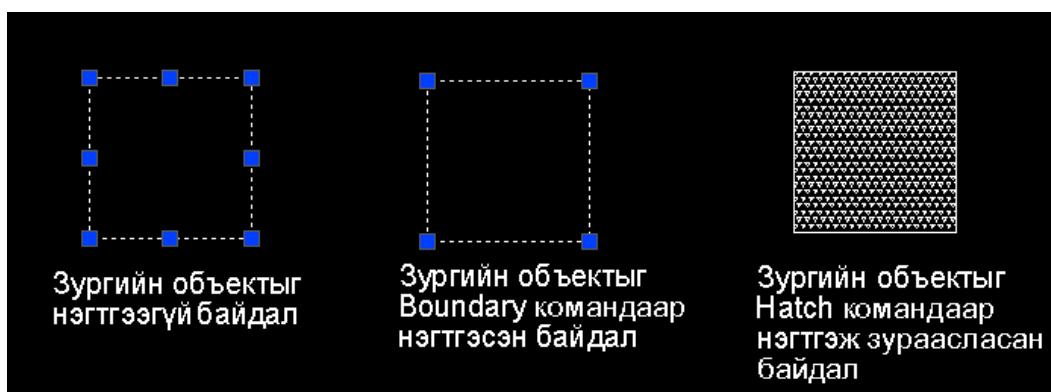 Зургийн объектыг
нэгтгээгүй байдал
Зургийн объектыг
Boundary командаар
нэгтгэсэн байдал
Зургийн объектыг
Hatch командаар
нэгтгэж зураасласан
байдал